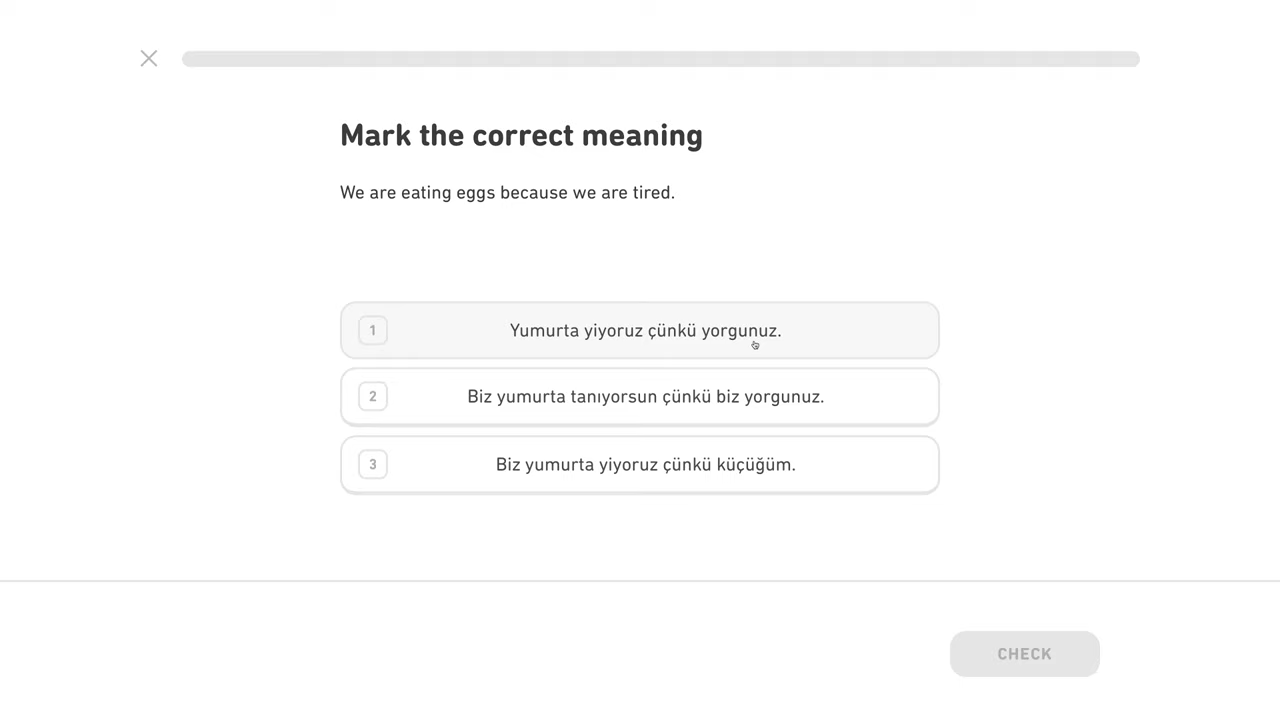 Mark the correct meaning
We are eating eggs because we are tired.
1 Yumurta yiyoruz çünkü yorgunuz.
2 Biz yumurta tanıyorsun çünkü biz yorgunuz.
3 Biz yumurta yiyoruz çünkü küçüğüm.
CHECK